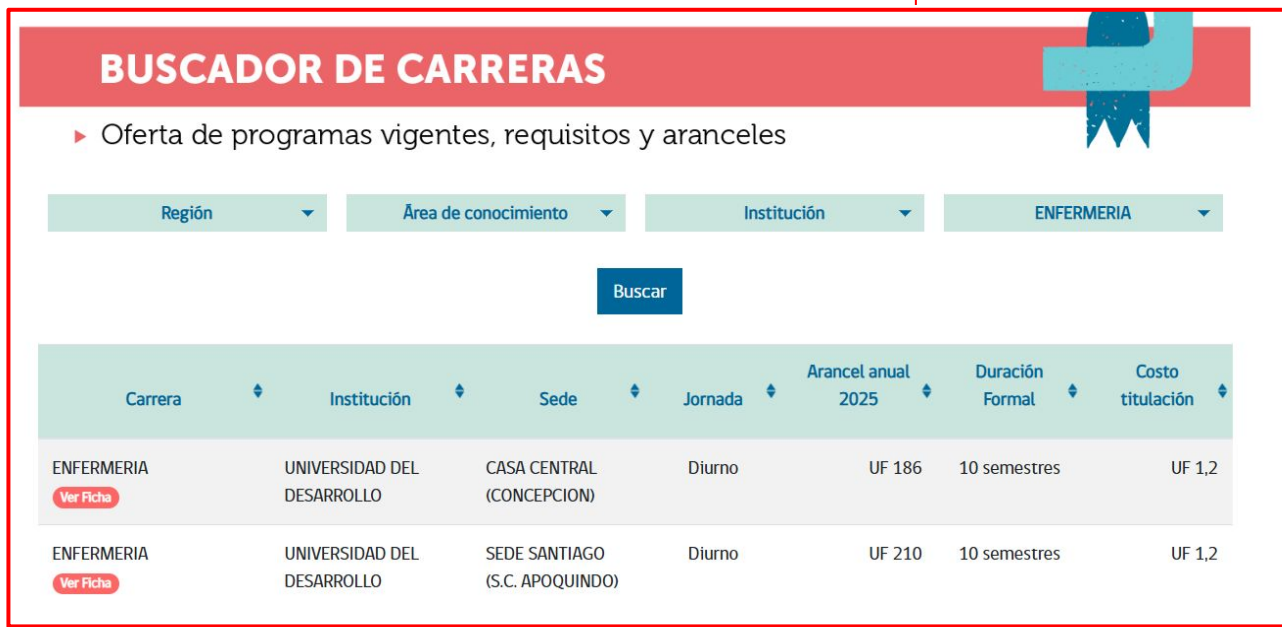 BUSCADOR DE CARRERAS
Oferta de programas vigentes, requisitos y aranceles
Región
Área de conocimiento
Institución
ENFERMERIA
Buscar
Carrera
Institución
Sede
Jornada
Arancel anual
2025
Duración
Formal
Costo
titulación
ENFERMERIA
Ver Ficha
UNIVERSIDAD DEL
DESARROLLO
CASA CENTRAL
(CONCEPCION)
Diurno
UF 186
10 semestres
UF 1,2
ENFERMERIA
Ver Ficha
UNIVERSIDAD DEL
DESARROLLO
SEDE SANTIAGO
(S.C. APOQUINDO)
Diurno
UF 210
10 semestres
UF 1,2